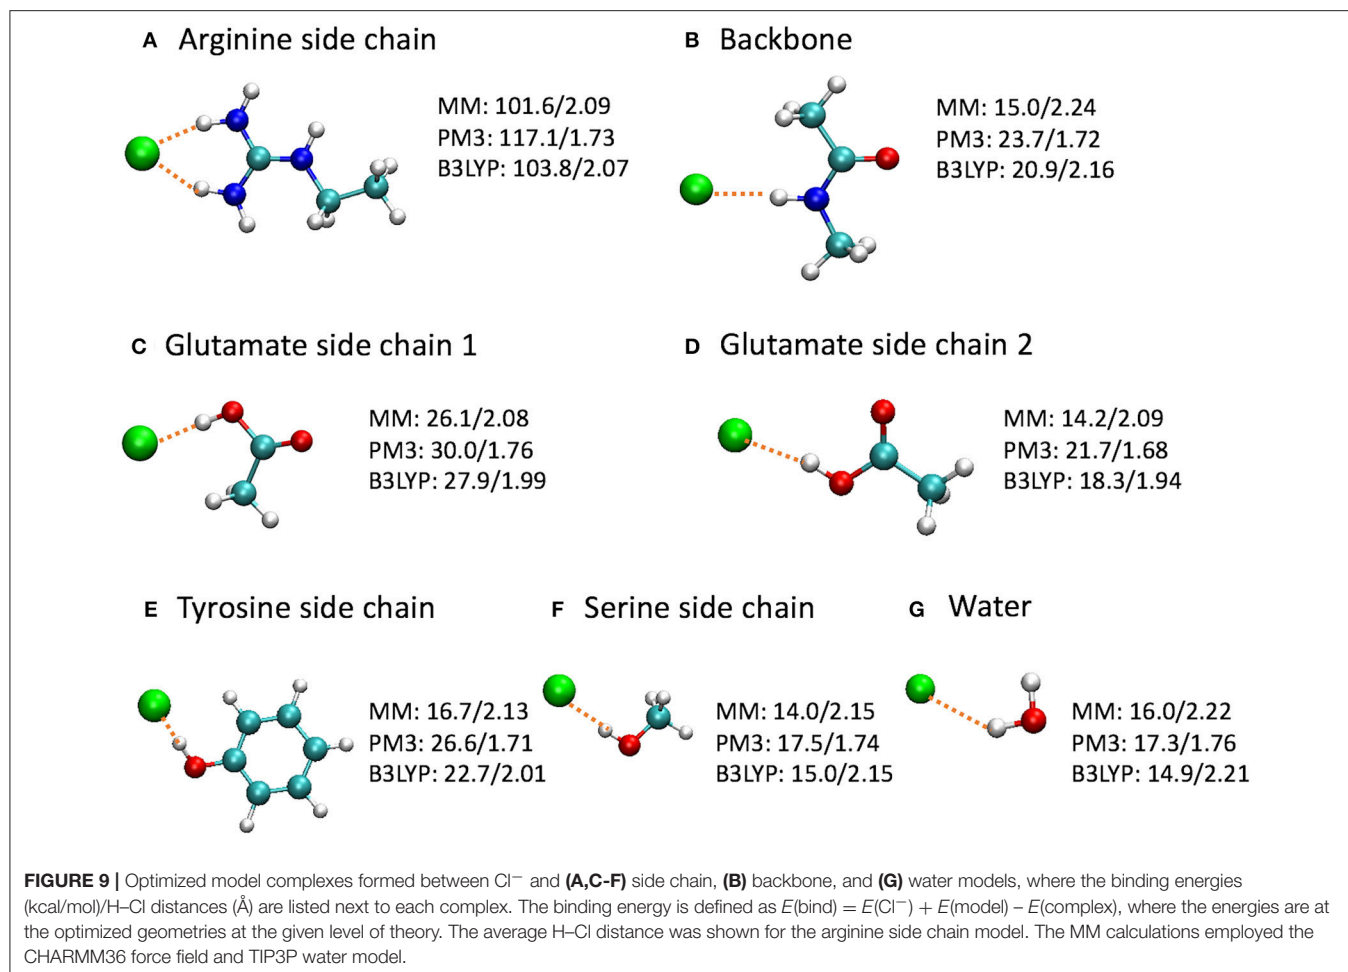 A Arginine side chain
MM: 101.6/2.09
PM3: 117.1/1.73
B3LYP: 103.8/2.07
B Backbone
MM: 15.0/2.24
PM3: 23.7/1.72
B3LYP: 20.9/2.16
C Glutamate side chain 1
MM: 26.1/2.08
PM3: 30.0/1.76
B3LYP: 27.9/1.99
D Glutamate side chain 2
MM: 14.2/2.09
PM3: 21.7/1.68
B3LYP: 18.3/1.94
E Tyrosine side chain
MM: 16.7/2.13
PM3: 26.6/1.71
B3LYP: 22.7/2.01
F Serine side chain
MM: 14.0/2.15
PM3: 17.5/1.74
B3LYP: 15.0/2.15
G Water
MM: 16.0/2.22
PM3: 17.3/1.76
B3LYP: 14.9/2.21
FIGURE 9 | Optimized model complexes formed between Cl− and (A,C-F) side chain, (B) backbone, and (G) water models, where the binding energies
(kcal/mol)/H–Cl distances (Å) are listed next to each complex. The binding energy is defined as E(bind) = E(Cl−) + E(model) – E(complex), where the energies are at
the optimized geometries at the given level of theory. The average H–Cl distance was shown for the arginine side chain model. The MM calculations employed the
CHARMM36 force field and TIP3P water model.